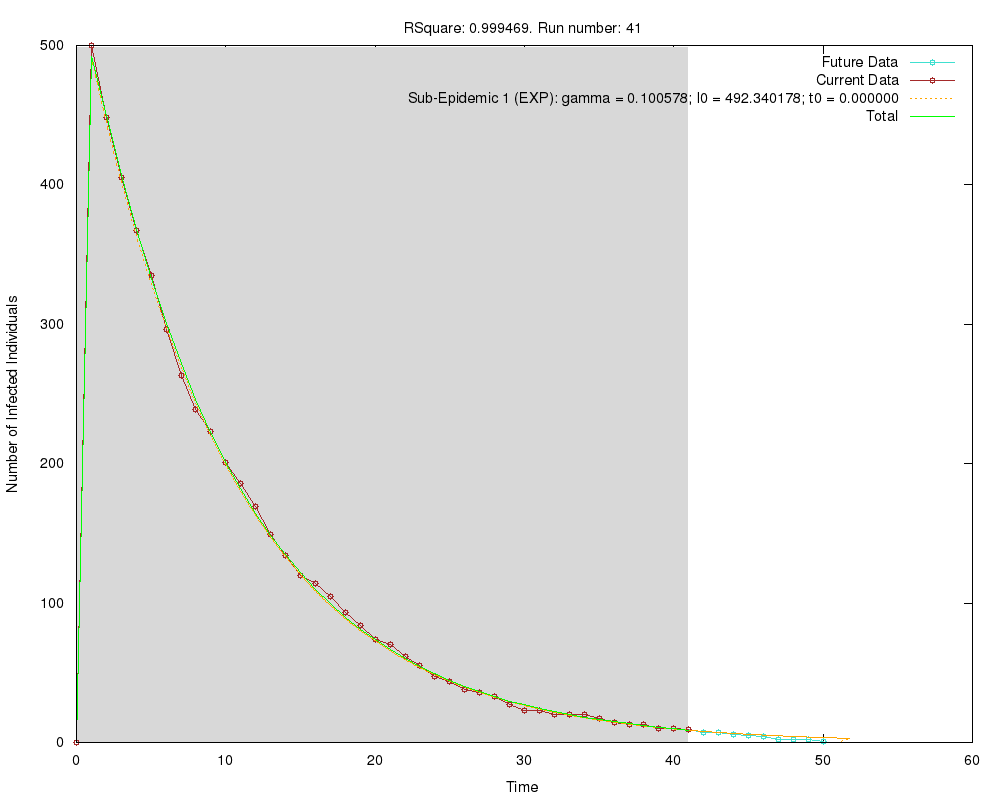 RSquare: 0.999469. Run number: 41
Future Data
Current Data
Sub-Epidemic 1 (EXP): gamma = 0.100578; I0 = 492.340178; t0 = 0.000000
Total
500
400
300
200
100
0
Number of Infected Individuals
0 10 20 30 40 50 60
Time